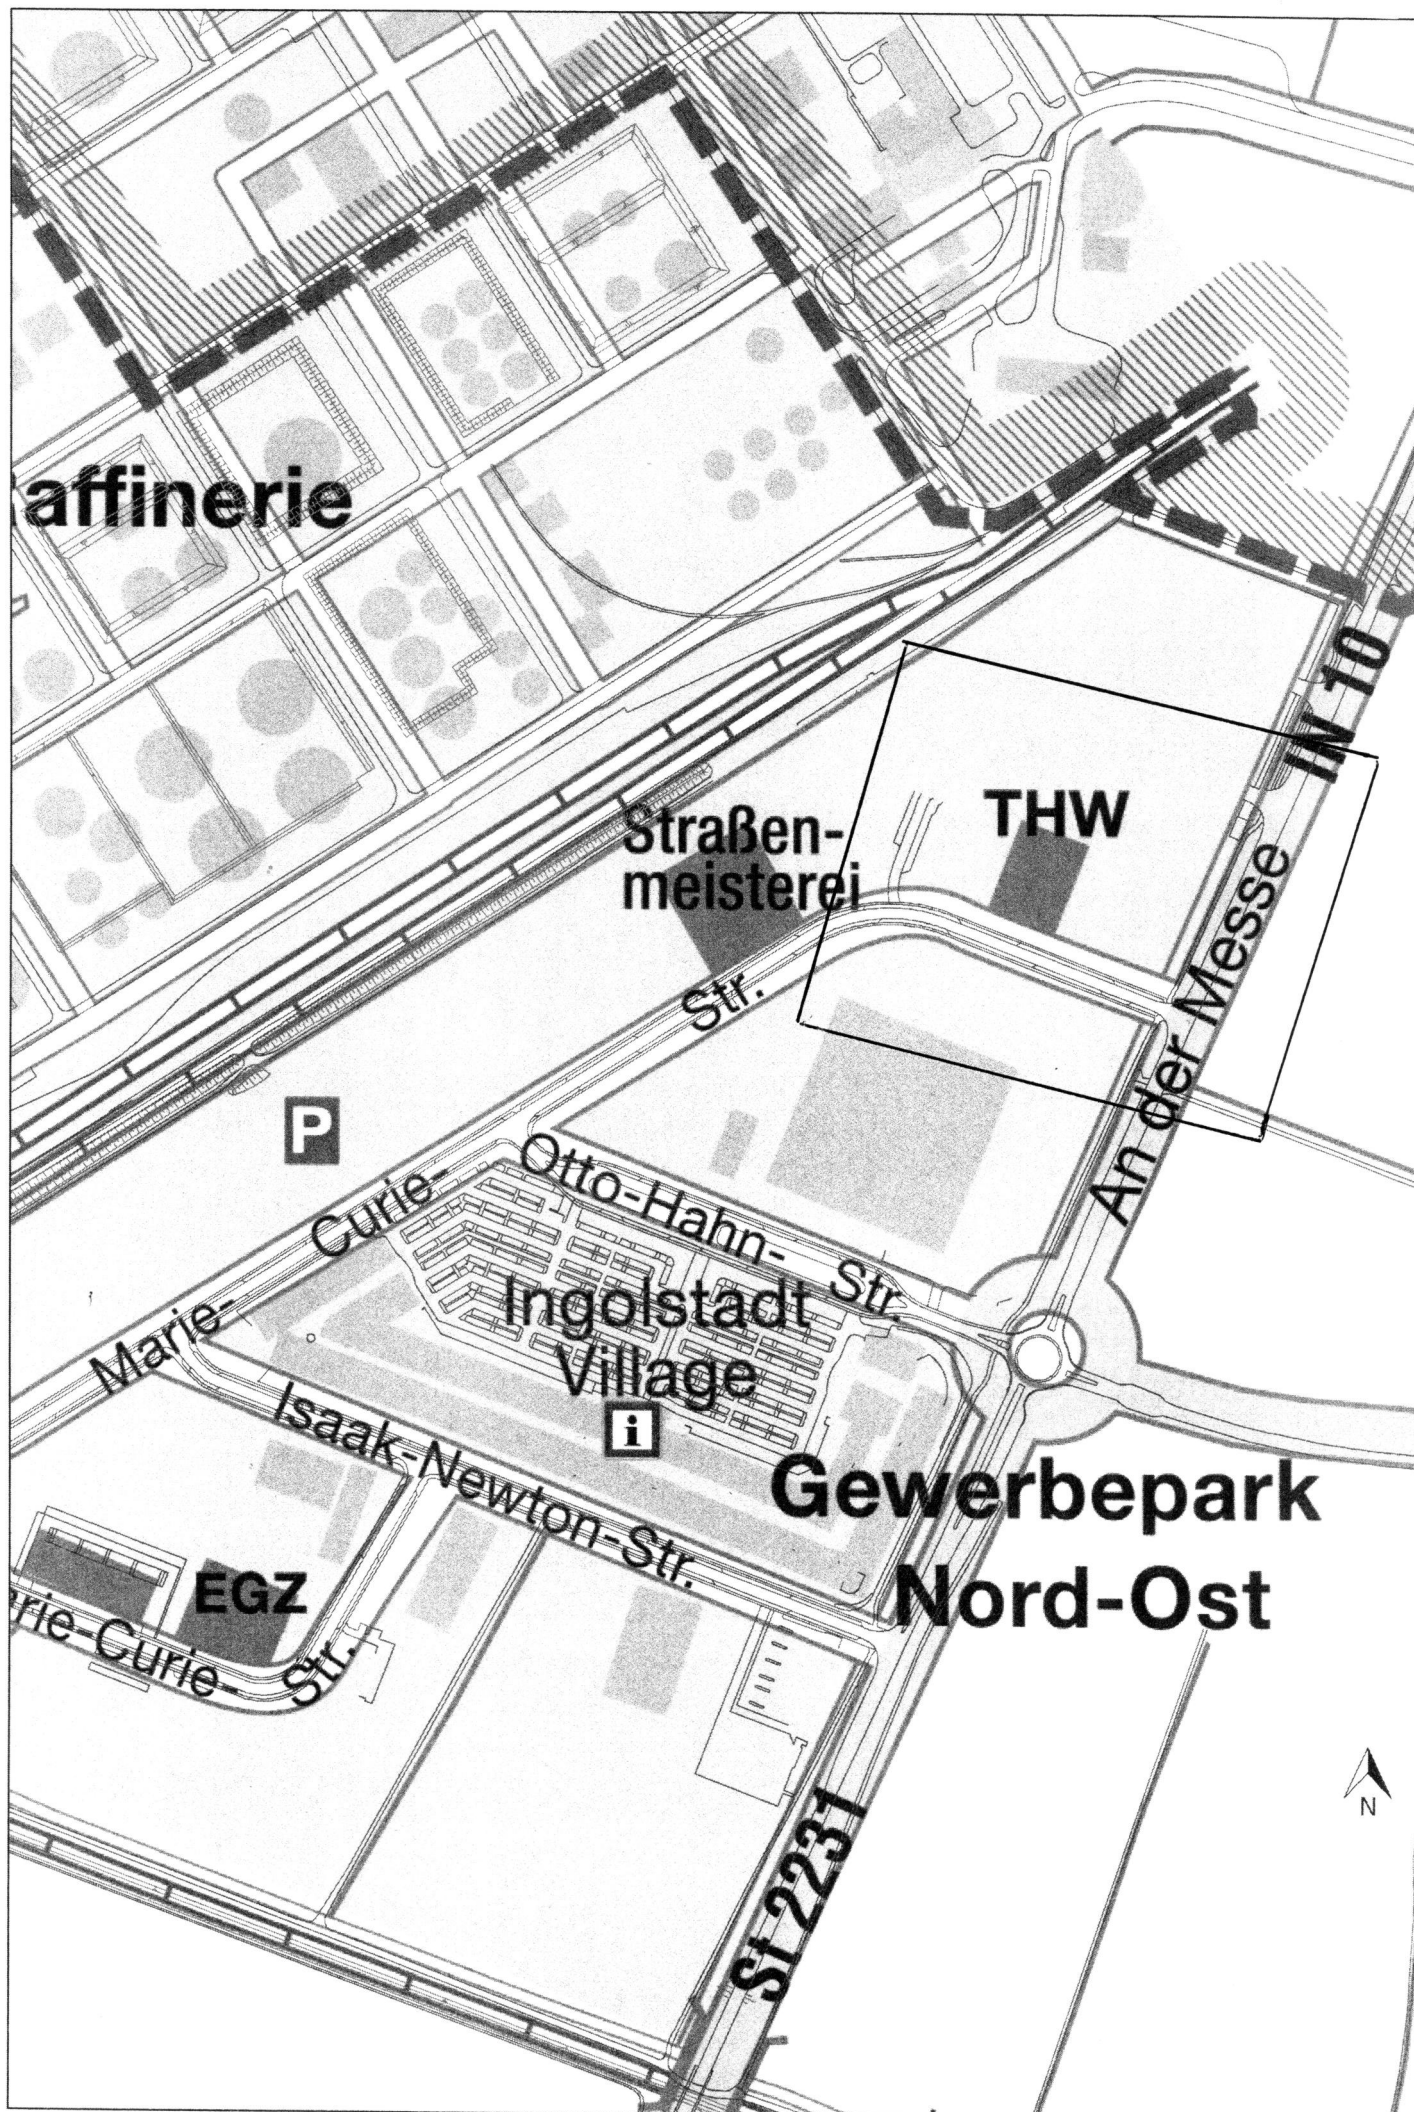 affinerie
IN 10
THW
Straßen-
meisterei
An der Messe
Str.
P
Otto-Hahn- Str.
Curie-
Marie-
Ingolstadt
Village
i
Isaak-Newton-Str.
Gewerbepark
Nord-Ost
EGZ
rie-Curie- Str.
St 2231
N